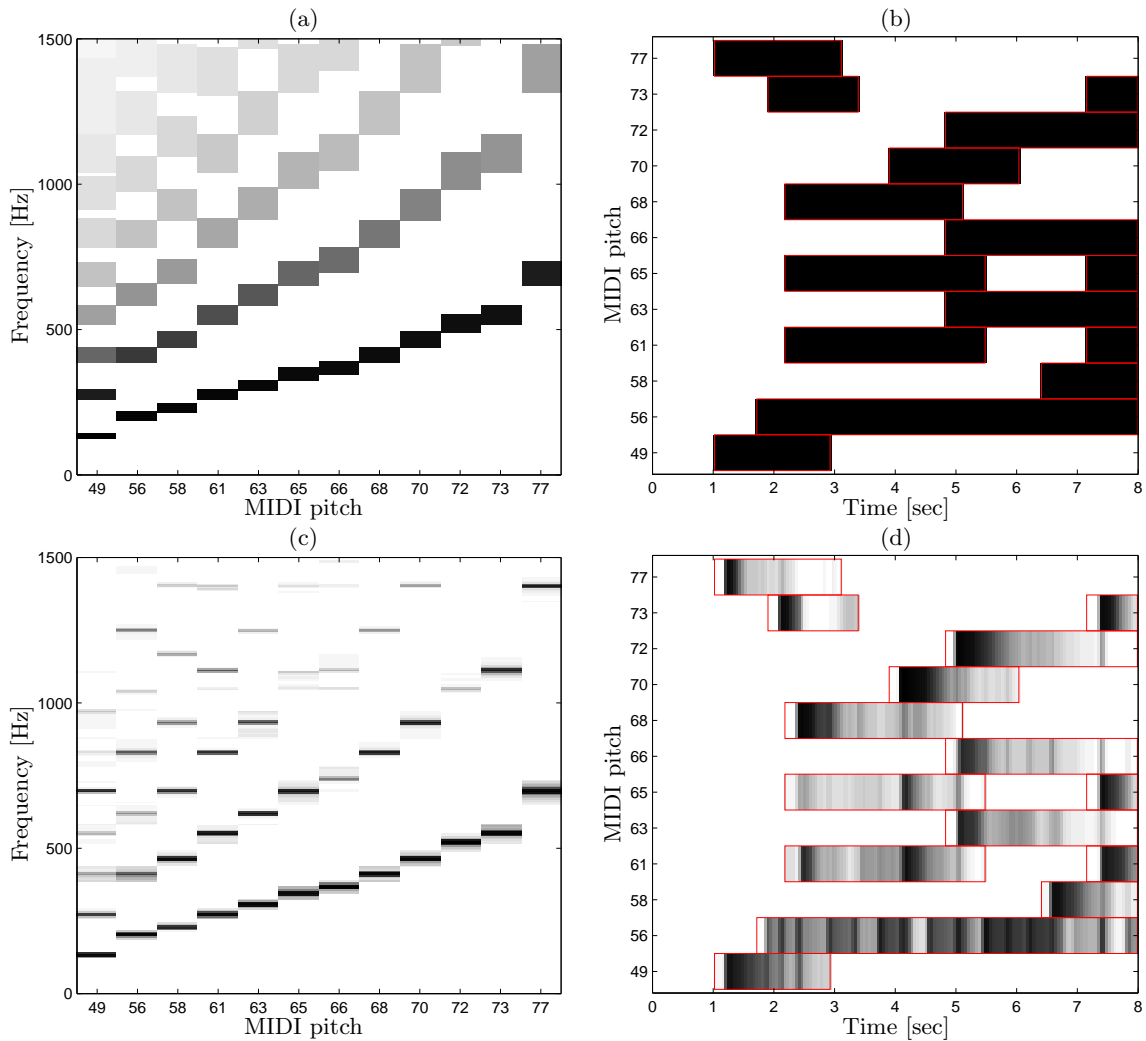 (a)
1500
1000
500
0
Frequency [Hz]
49 56 58 61 63 65 66 68 70 72 73 77
MIDI pitch
(b)
77
73
72
70
68
66
65
63
61
58
56
49
MIDI pitch
0 1 2 3 4 5 6 7 8
Time [sec]
(c)
1500
1000
500
0
Frequency [Hz]
49 56 58 61 63 65 66 68 70 72 73 77
MIDI pitch
(d)
77
73
72
70
68
66
65
63
61
58
56
49
MIDI pitch
0 1 2 3 4 5 6 7 8
Time [sec]